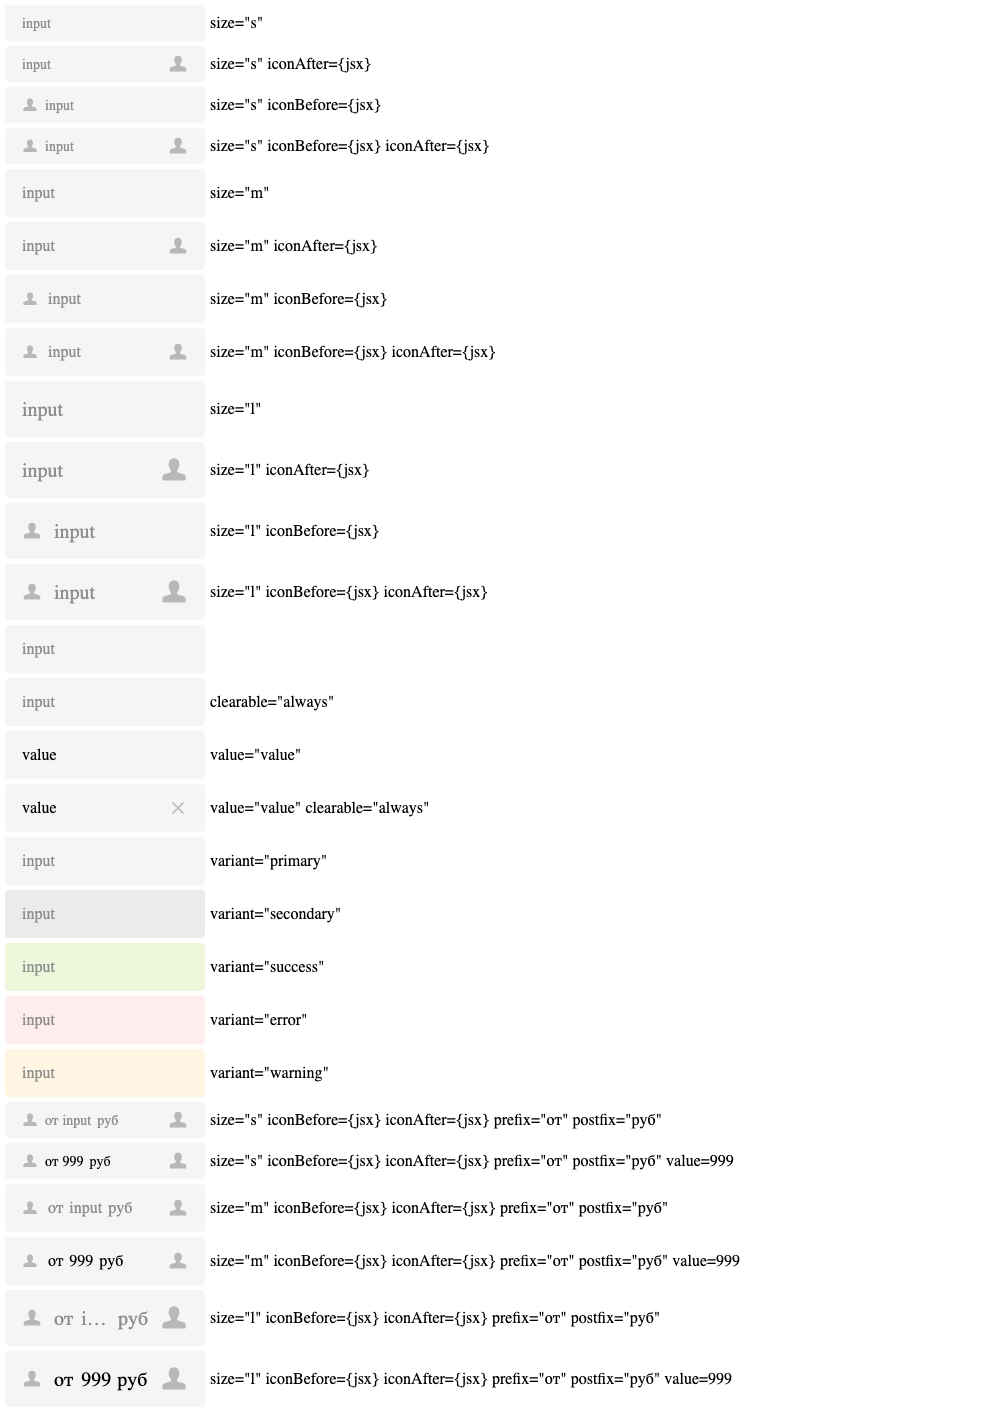 input size="s"
input size="s" iconAfter={jsx}
input size="s" iconBefore={jsx}
input size="s" iconBefore={jsx} iconAfter={jsx}
input size="m"
input size="m" iconAfter={jsx}
input size="m" iconBefore={jsx}
input size="m" iconBefore={jsx} iconAfter={jsx}
input size="l"
input size="l" iconAfter={jsx}
input size="l" iconBefore={jsx}
input size="l" iconBefore={jsx} iconAfter={jsx}
input
input clearable="always"
value value="value"
value value="value" clearable="always"
input variant="primary"
input variant="secondary"
input variant="success"
input variant="error"
input variant="warning"
от input руб size="s" iconBefore={jsx} iconAfter={jsx} prefix="от" postfix="руб"
от 999 руб size="s" iconBefore={jsx} iconAfter={jsx} prefix="от" postfix="руб" value=999
от input руб size="m" iconBefore={jsx} iconAfter={jsx} prefix="от" postfix="руб"
от 999 руб size="m" iconBefore={jsx} iconAfter={jsx} prefix="от" postfix="руб" value=999
от i... руб size="l" iconBefore={jsx} iconAfter={jsx} prefix="от" postfix="руб"
от 999 руб size="l" iconBefore={jsx} iconAfter={jsx} prefix="от" postfix="руб" value=999